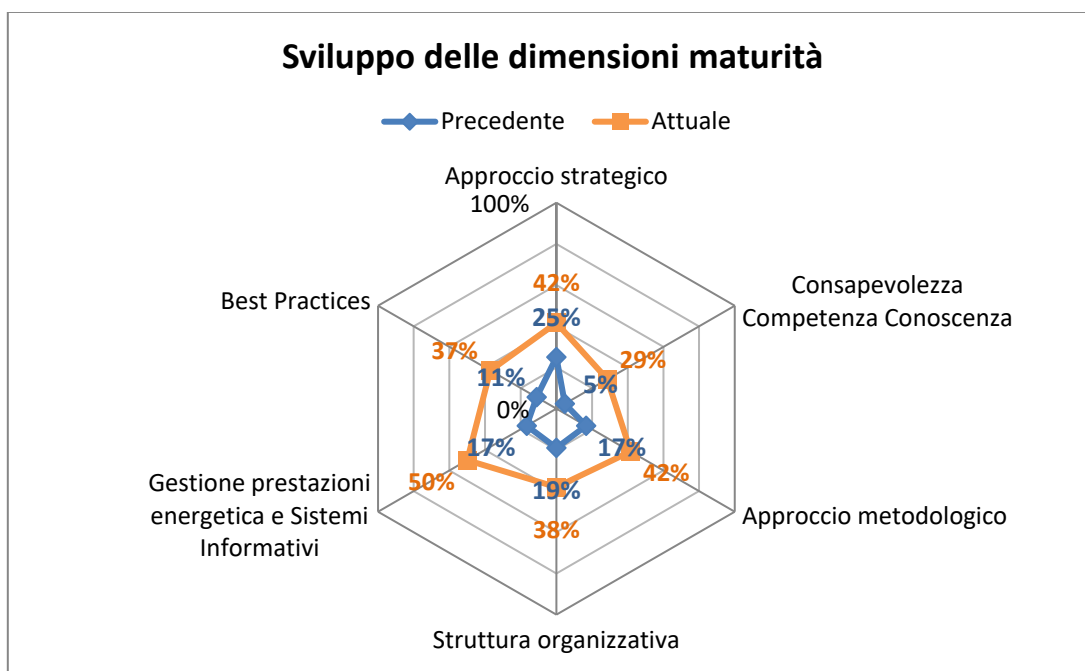 Sviluppo delle dimensioni maturità
Precedente Attuale
Approccio strategico
100%
42%
25%
Consapevolezza
Competenza Conoscenza
Best Practices
37%
29%
11%
5%
0%
17%
17%
50%
42%
19%
38%
Gestione prestazioni
energetica e Sistemi
Informativi
Approccio metodologico
Struttura organizzativa